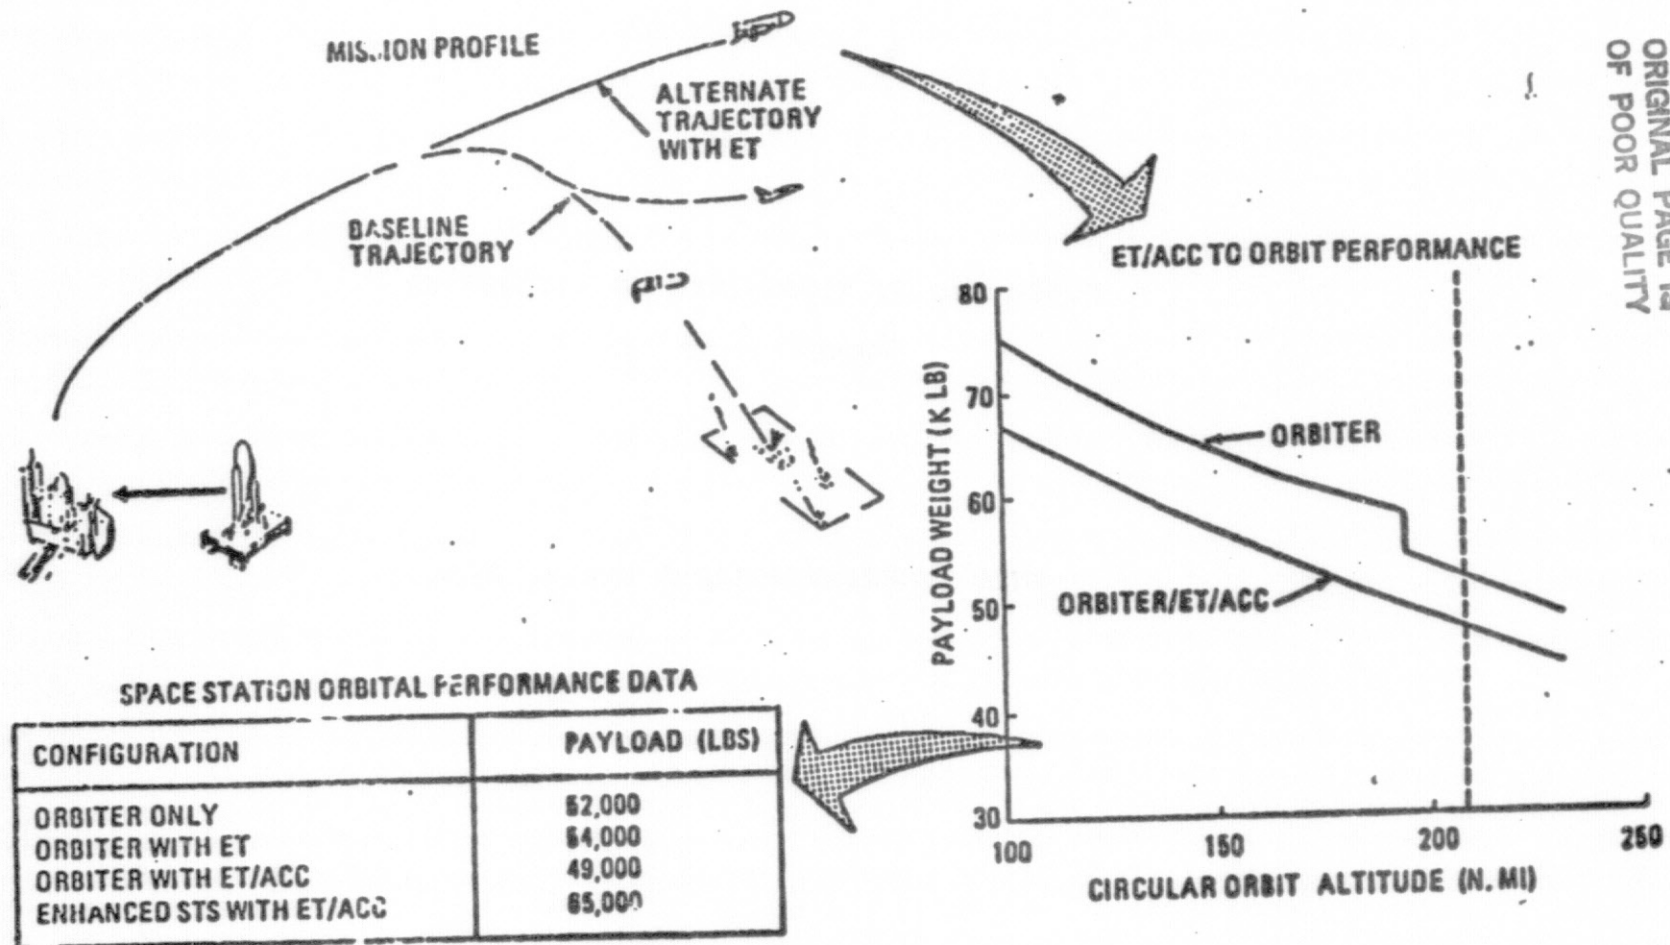 MISSION PROFILE
ALTERNATE
TRAJECTORY
WITH ET
BASELINE
TRAJECTORY
ORIGINAL PAGE IS
OF POOR QUALITY
ET/ACC TO ORBIT PERFORMANCE
PAYLOAD WEIGHT (K LB)
80
70
60
50
40
30
ORBITER
ORBITER/ET/ACC
100
150
200
250
CIRCULAR ORBIT ALTITUDE (N. MI)
SPACE STATION ORBITAL PERFORMANCE DATA
CONFIGURATION PAYLOAD (LBS)
ORBITER ONLY 52,000
ORBITER WITH ET 54,000
ORBITER WITH ET/ACC 49,000
ENHANCED STS WITH ET/ACC 65,000